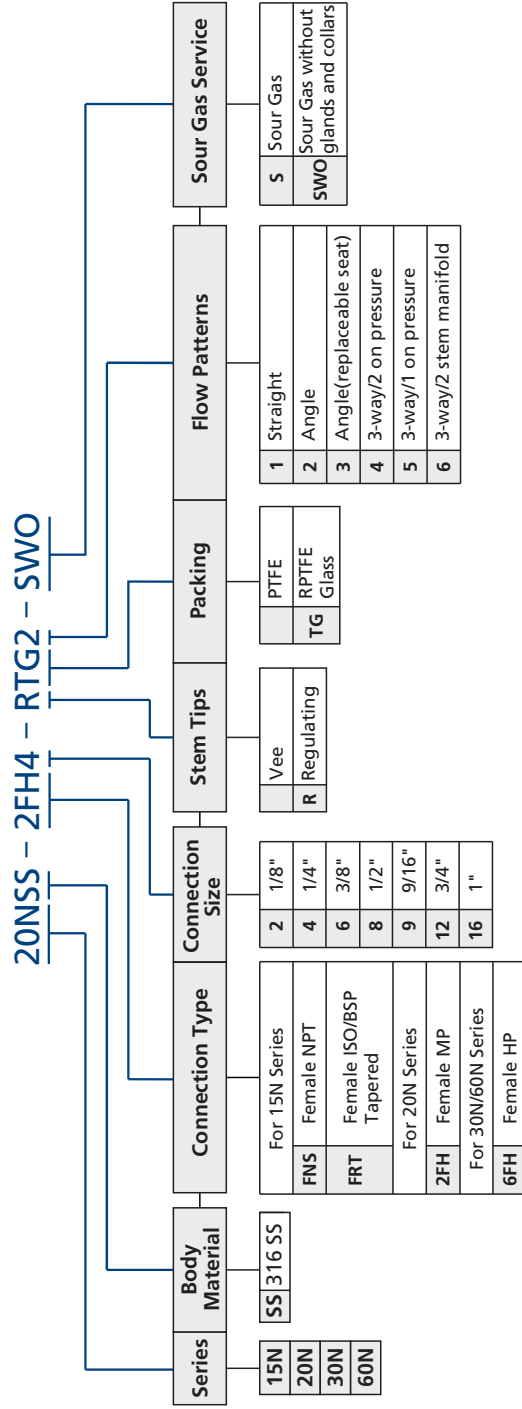 20NSS – 2FH4 – RTG2 – SWO
Series
15N
20N
30N
60N
Body
Material
SS 316 SS
Connection Type
For 15N Series
FNS Female NPT
FRT Female ISO/BSP
Tapered
For 20N Series
2FH Female MP
For 30N/60N Series
6FH Female HP
Connection
Size
2 1/8"
4 1/4"
6 3/8"
8 1/2"
9 9/16"
12 3/4"
16 1"
Stem Tips
Vee
R Regulating
Packing
PTFE
TG RPTFE
Glass
Flow Patterns
1 Straight
2 Angle
3 Angle(replaceable seat)
4 3-way/2 on pressure
5 3-way/1 on pressure
6 3-way/2 stem manifold
Sour Gas Service
S Sour Gas
SWO Sour Gas without
glands and collars